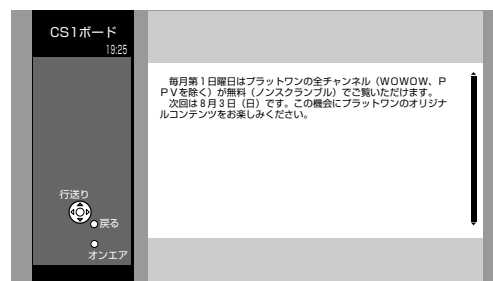 CS1ボード
19:25
毎月第1日曜日はプラットワンの全チャンネル（WOWOW、P
PVを除く）が無料（ノンスクランブル）でご覧いただけます。
次回は8月3日（日）です。この機会にプラットワンのオリジナ
ルコンテンツをお楽しみください。
行送り
戻る
オンエア